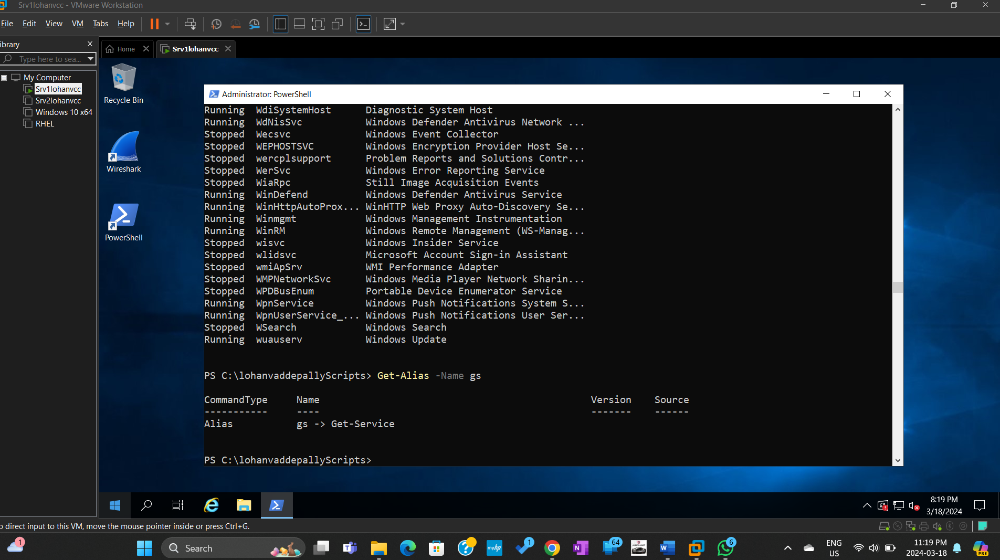 Srv1lohanvcc - VMware Workstation
File Edit View VM Tabs Help
ibrary
Type here to sea...
My Computer
Srv1lohanvcc
Srv2lohanvcc
Windows 10 x64
RHEL
Home
Srv1lohanvcc
Recycle Bin
Wireshark
PowerShell
Administrator: PowerShell
Running WdiSystemHost Diagnostic System Host
Running WdNisSvc Windows Defender Antivirus Network ...
Stopped Wecsvc Windows Event Collector
Stopped WEPHOSTSVC Windows Encryption Provider Host Se...
Stopped wercplsupport Problem Reports and Solutions Contr...
Stopped WerSvc Windows Error Reporting Service
Stopped WiaRpc Still Image Acquisition Events
Running WinDefend Windows Defender Antivirus Service
Running WinHttpAutoProx... WinHTTP Web Proxy Auto-Discovery Se...
Running Winmgmt Windows Management Instrumentation
Running WinRM Windows Remote Management (WS-Manag...
Stopped wisvc Windows Insider Service
Stopped wlidsvc Microsoft Account Sign-in Assistant
Stopped wmiApSrv WMI Performance Adapter
Stopped WMPNetworkSvc Windows Media Player Network Sharin...
Stopped WPDBusEnum Portable Device Enumerator Service
Running WpnService Windows Push Notifications System S...
Running WpnUserService_... Windows Push Notifications User Ser...
Stopped WSearch Windows Search
Running wuauserv Windows Update
PS C:\lohanvaddepallyScripts> Get-Alias -Name gs
CommandType Name Version Source
----------- ---- ------- ------
Alias gs -> Get-Service
PS C:\lohanvaddepallyScripts>
8:19 PM
3/18/2024
o direct input to this VM, move the mouse pointer inside or press Ctrl+G.
1
Search
myhp
1
64
6
ENG
US
11:19 PM
2024-03-18
PRE